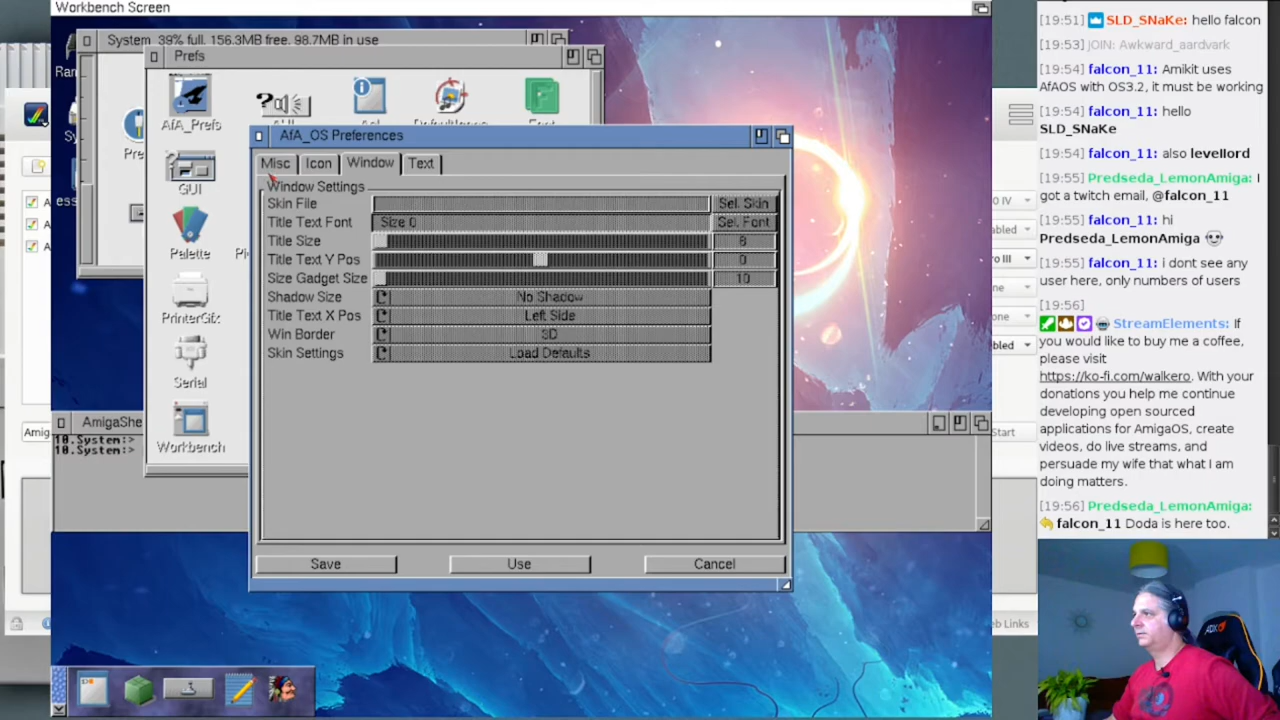 Workbench Screen
System 39% full, 156.3MB free, 98.7MB in use
Prefs
AfA_Prefs
AHI
GUI
Palette
PrinterGfx
Serial
Workbench
AfA_OS Preferences
Misc
Icon
Window
Text
Window Settings
Skin File
Sel. Skin
Title Text Font
Size 0
Sel. Font
Title Size
Title Text Y Pos
0
Size Gadget Size
10
Shadow Size
No Shadow
Title Text X Pos
Left Side
Win Border
3D
Skin Settings
Load Defaults
Save
Use
Cancel
AmigaShe
10.System:>
10.System:>
Amig
Start
eb Links
[19:51] SLD_SNaKe: hello falcon
[19:53] JOIN: Awkward_aardvark
[19:54] falcon_11: Amikit uses
AfAOS with OS3.2, it must be working
[19:54] falcon_11: hello
SLD_SNaKe
[19:54] falcon_11: also levellord
[19:55] Predseda_LemonAmiga: I
got a twitch email, @falcon_11
[19:55] falcon_11: hi
Predseda_LemonAmiga
[19:55] falcon_11: i dont see any
user here, only numbers of users
[19:56]
StreamElements: If
you would like to buy me a coffee,
please visit
https://ko-fi.com/walkero. With your
donations you help me continue
developing open sourced
applications for AmigaOS, create
videos, do live streams, and
persuade my wife that what I am
doing matters.
[19:56] Predseda_LemonAmiga:
falcon_11 Doda is here too.